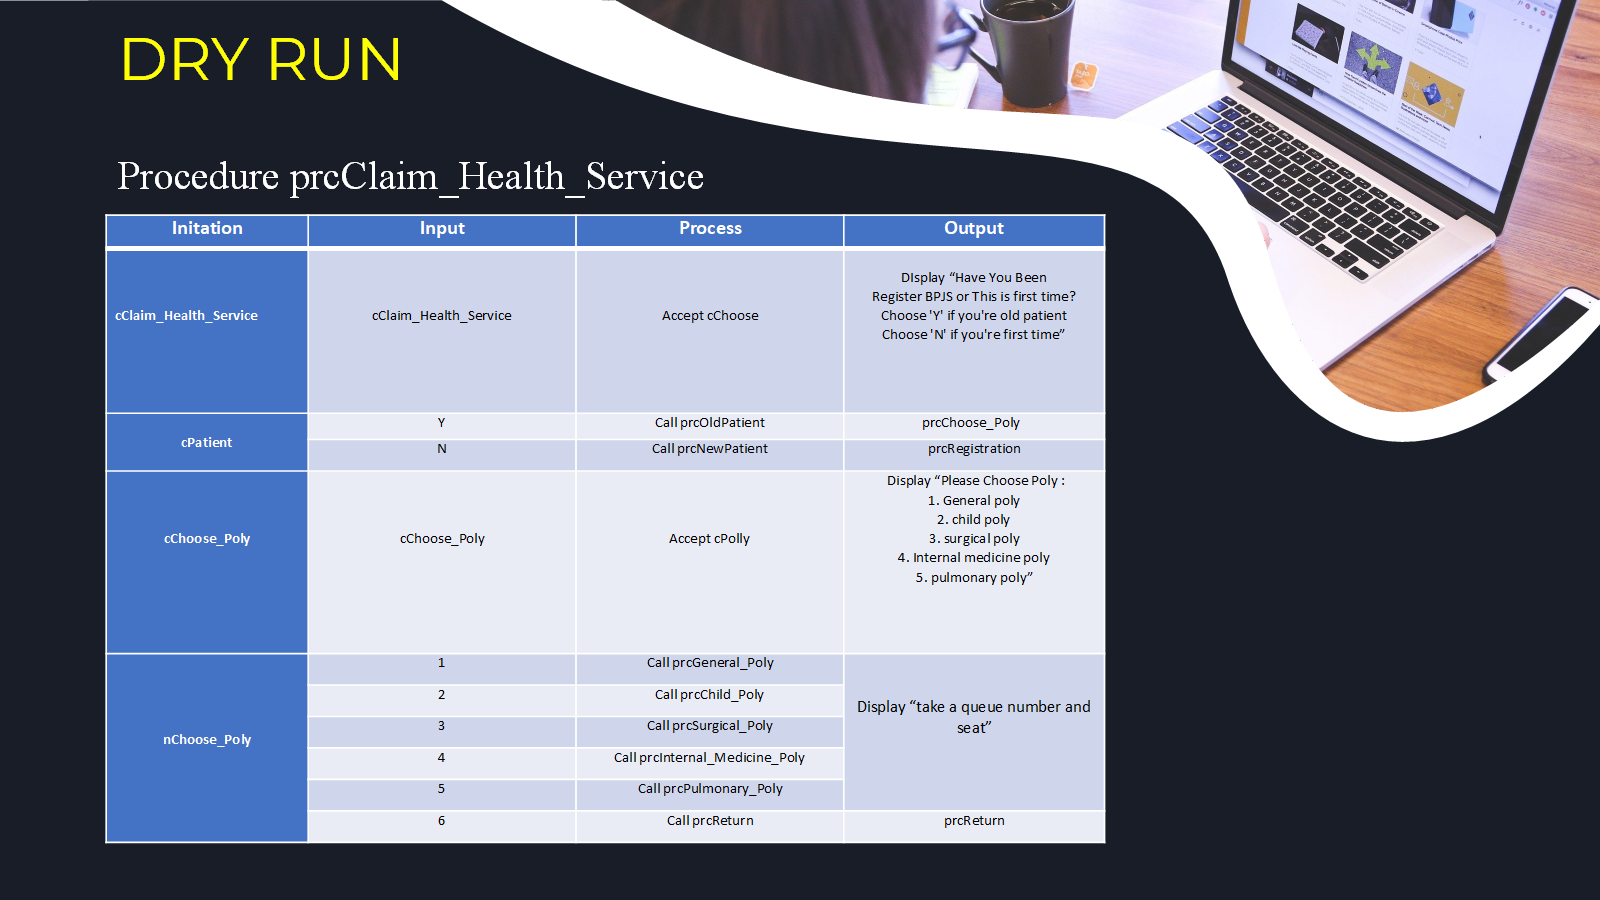 DRY RUN
Procedure prcClaim_Health_Service
Initation Input Process Output
cClaim_Health_Service cClaim_Health_Service Accept cChoose
DIsplay “Have You Been
Register BPJS or This is first time?
Choose 'Y' if you're old patient
Choose 'N' if you're first time”
cPatient
Y Call prcOldPatient prcChoose_Poly
N Call prcNewPatient prcRegistration
cChoose_Poly cChoose_Poly Accept cPolly
Display “Please Choose Poly :
1. General poly
2. child poly
3. surgical poly
4. Internal medicine poly
5. pulmonary poly”
nChoose_Poly
1 Call prcGeneral_Poly
2 Call prcChild_Poly
3 Call prcSurgical_Poly
4 Call prcInternal_Medicine_Poly
5 Call prcPulmonary_Poly
Display “take a queue number and
seat”
6 Call prcReturn prcReturn